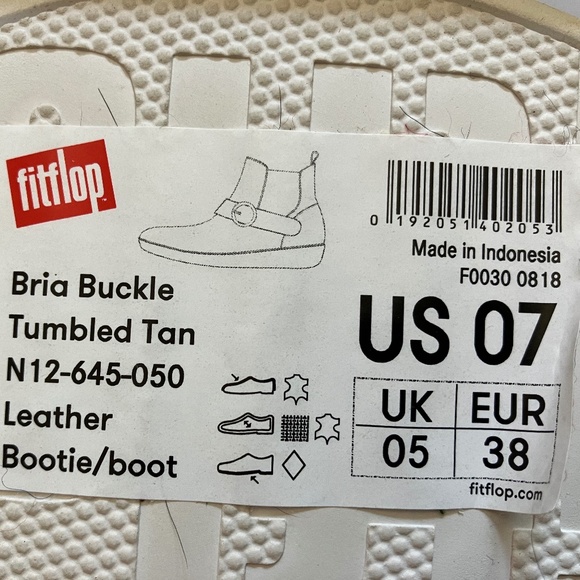 fitflop™
Bria Buckle
Tumbled Tan
N12-645-050
Leather
Bootie/boot
0 192051 402053
Made in Indonesia
F0030 0818
US 07
UK EUR
05 38
fitflop.com